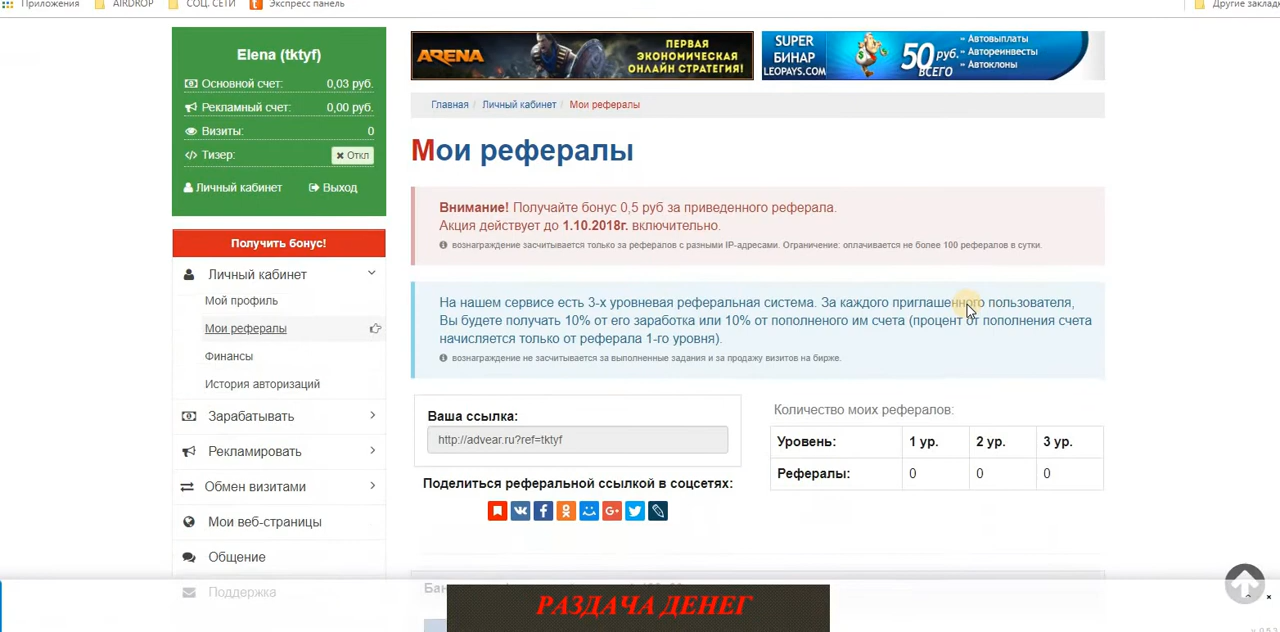 Приложения AIRDROP СОЦ. СЕТИ Экспресс панель Другие заклад
Elena (tktyf)
Основной счет: 0,03 руб.
Рекламный счет: 0,00 руб.
Визиты: 0
Тизер: Откл
Личный кабинет Выход
Получить бонус!
Личный кабинет
Мой профиль
Мои рефералы
Финансы
История авторизаций
Зарабатывать
Рекламировать
Обмен визитами
Мои веб-страницы
Общение
Поддержка
ARENA
ПЕРВАЯ
ЭКОНОМИЧЕСКАЯ
ОНЛАЙН СТРАТЕГИЯ!
SUPER
БИНАР
LEOPAYS.COM
50 руб.
ВСЕГО
» Автовыплаты
» Автореинвесты
» Автоклоны
Главная / Личный кабинет / Мои рефералы
Мои рефералы
Внимание! Получайте бонус 0,5 руб за приведенного реферала.
Акция действует до 1.10.2018г. включительно.
вознаграждение засчитывается только за рефералов с разными IP-адресами. Ограничение: оплачивается не более 100 рефералов в сутки.
На нашем сервисе есть 3-х уровневая реферальная система. За каждого приглашенного пользователя,
Вы будете получать 10% от его заработка или 10% от пополненого им счета (процент от пополнения счета
начисляется только от реферала 1-го уровня).
вознаграждение не засчитывается за выполненные задания и за продажу визитов на бирже.
Ваша ссылка:
http://advear.ru?ref=tktyf
Поделиться реферальной ссылкой в соцсетях:
Количество моих рефералов:
Уровень: 1 ур. 2 ур. 3 ур.
Рефералы: 0 0 0
РАЗДАЧА ДЕНЕГ